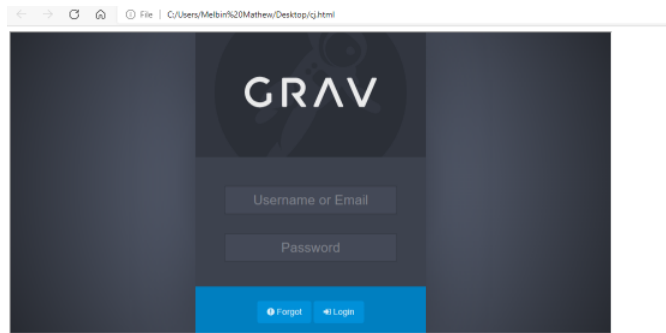 File | C:/Users/Melbin%20Mathew/Desktop/cj.html
GRAV
Username or Email
Password
Forgot Login